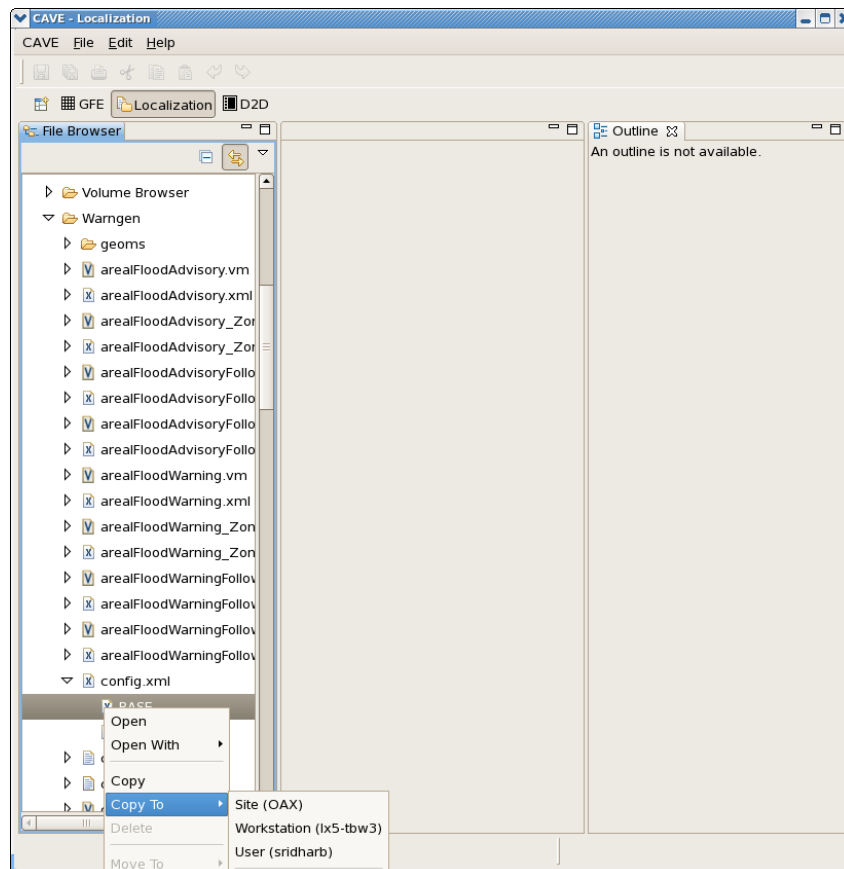 CAVE - Localization
CAVE File Edit Help
GFE Localization D2D
File Browser
Outline
An outline is not available.
Volume Browser
Warngen
geoms
arealFloodAdvisory.vm
arealFloodAdvisory.xml
arealFloodAdvisory_Zor
arealFloodAdvisory_Zor
arealFloodAdvisoryFollo
arealFloodAdvisoryFollo
arealFloodAdvisoryFollo
arealFloodAdvisoryFollo
arealFloodWarning.vm
arealFloodWarning.xml
arealFloodWarning_Zon
arealFloodWarning_Zon
arealFloodWarningFollov
arealFloodWarningFollov
arealFloodWarningFollov
arealFloodWarningFollov
config.xml
BASE
Open
Open With
Copy
Copy To
Site (OAX)
Delete
Workstation (lx5-tbw3)
User (sridharb)
Move To